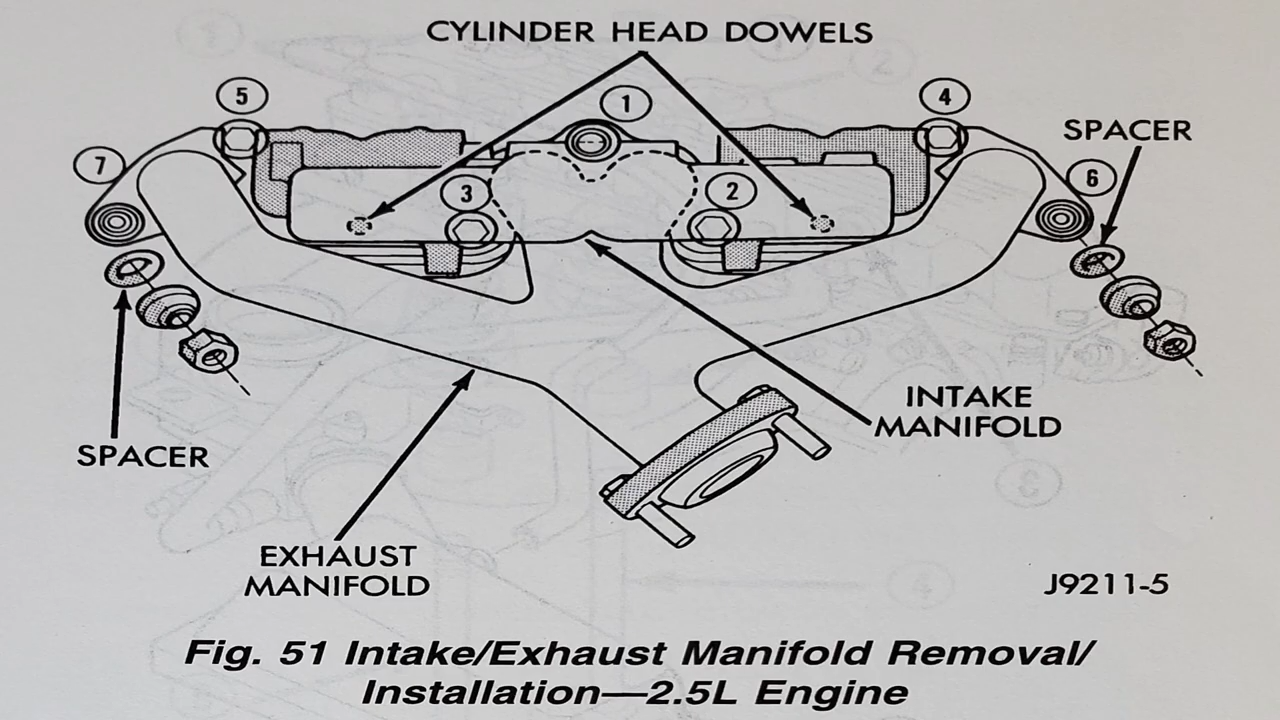 CYLINDER HEAD DOWELS
5
1
4
SPACER
7
3
2
6
INTAKE
MANIFOLD
SPACER
EXHAUST
MANIFOLD
J9211-5
Fig. 51 Intake/Exhaust Manifold Removal/
Installation—2.5L Engine